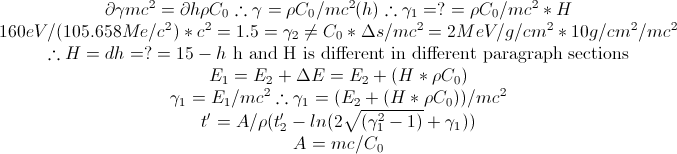 ∂γmc² = ∂hρC₀ ∴ γ = ρC₀/mc²(h) ∴ γ₁ =? = ρC₀/mc² * H
160eV/(105.658Me/c²) * c² = 1.5 = γ₂ ≠ C₀ * Δs/mc² = 2MeV/g/cm² * 10g/cm²/mc²
∴ H = dh =? = 15 − h h and H is different in different paragraph sections
E₁ = E₂ + ΔE = E₂ + (H * ρC₀)
γ₁ = E₁/mc² ∴ γ₁ = (E₂ + (H * ρC₀))/mc²
t′ = A/ρ(t′₂ − ln(2√(γ₁² − 1) + γ₁))
A = mc/C₀